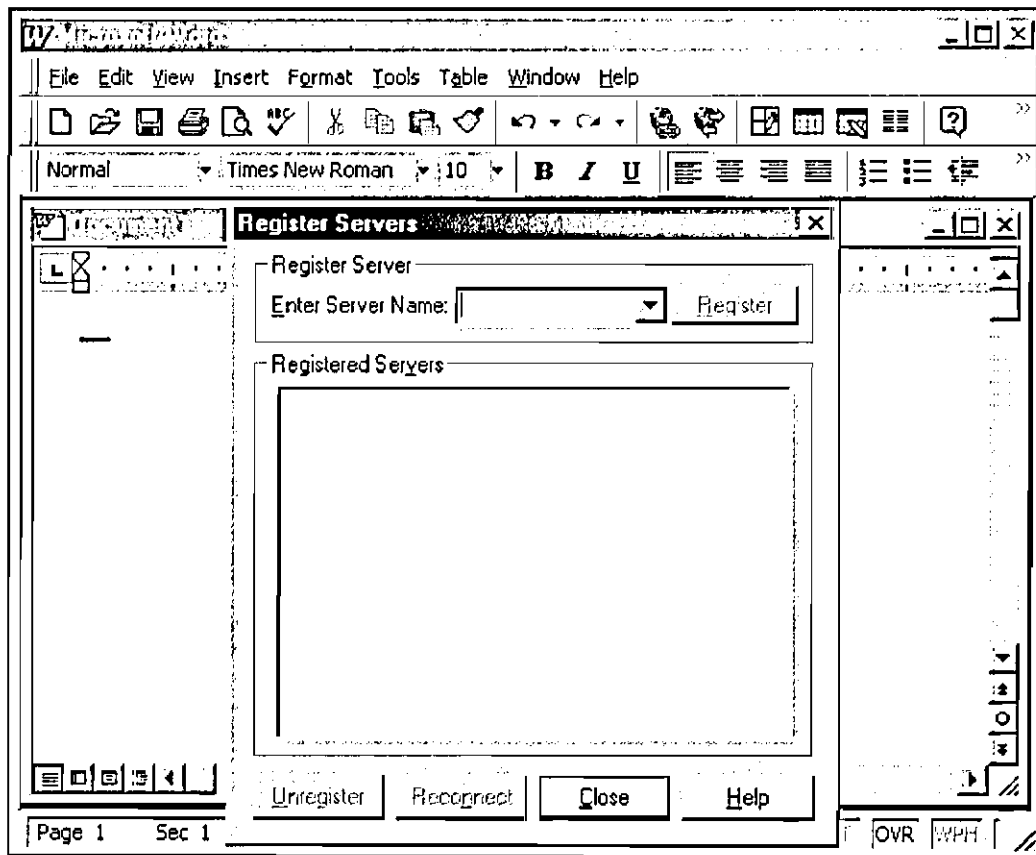 File Edit View Insert Format Tools Table Window Help
Normal Times New Roman 10 B I U
Register Servers
Register Server
Enter Server Name: Register
Registered Servers
Unregister Reconnect Close Help
Page 1 Sec 1 OVR WPH